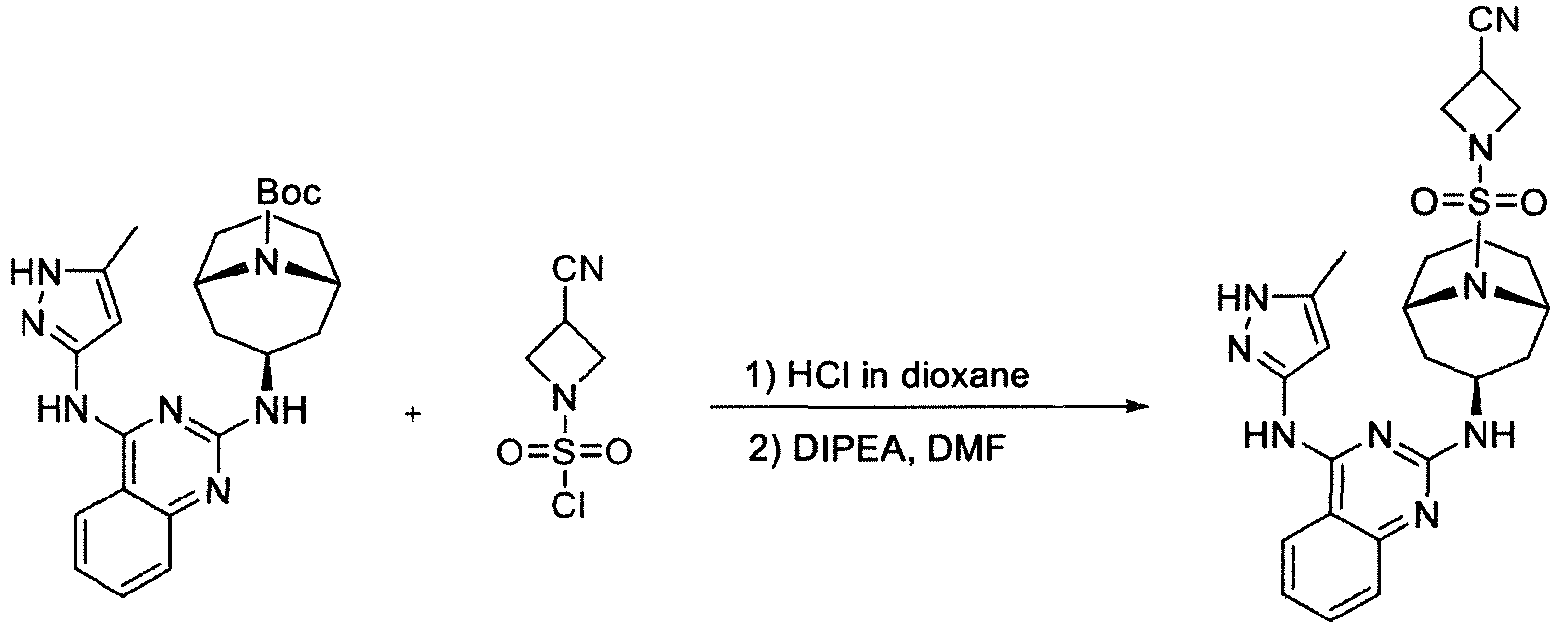 Boc
N
HN
N
HN
N
NH
N
+
CN
N
O=S=O
Cl
1) HCl in dioxane
2) DIPEA, DMF
CN
N
O=S=O
N
HN
N
HN
N
NH
N